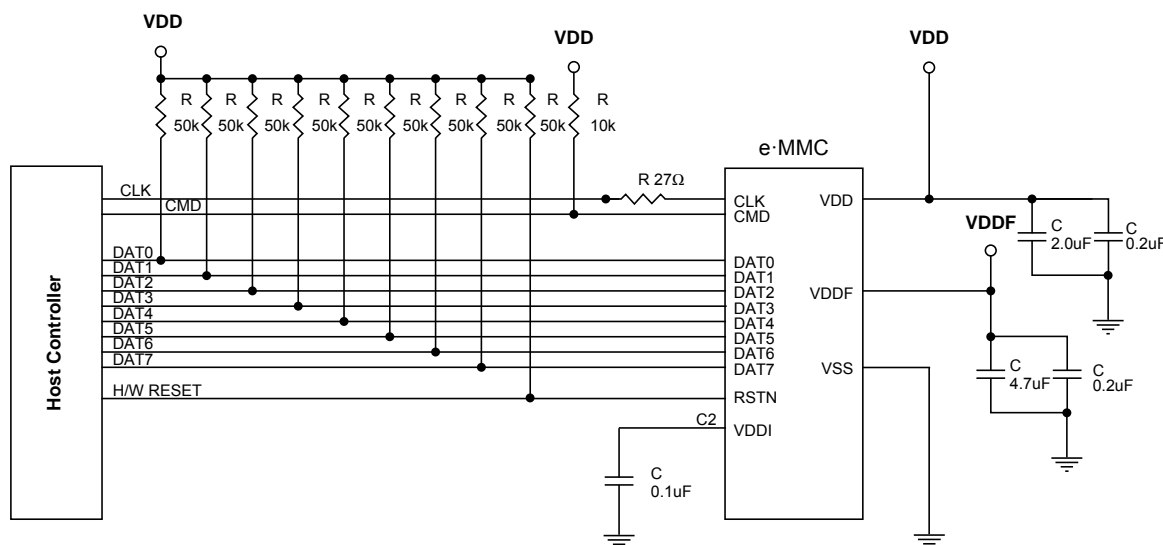 VDD
VDD
VDD
R
50k
R
50k
R
50k
R
50k
R
50k
R
50k
R
50k
R
50k
R
50k
R
10k
e·MMC
CLK
R 27Ω
CLK
VDD
CMD
CMD
VDDF
C
2.0uF
C
0.2uF
DAT0
DAT0
DAT1
DAT1
DAT2
DAT2
VDDF
DAT3
DAT3
DAT4
DAT4
DAT5
DAT5
DAT6
DAT6
DAT7
DAT7
VSS
C
4.7uF
C
0.2uF
Host Controller
H/W RESET
RSTN
C2
VDDI
C
0.1uF